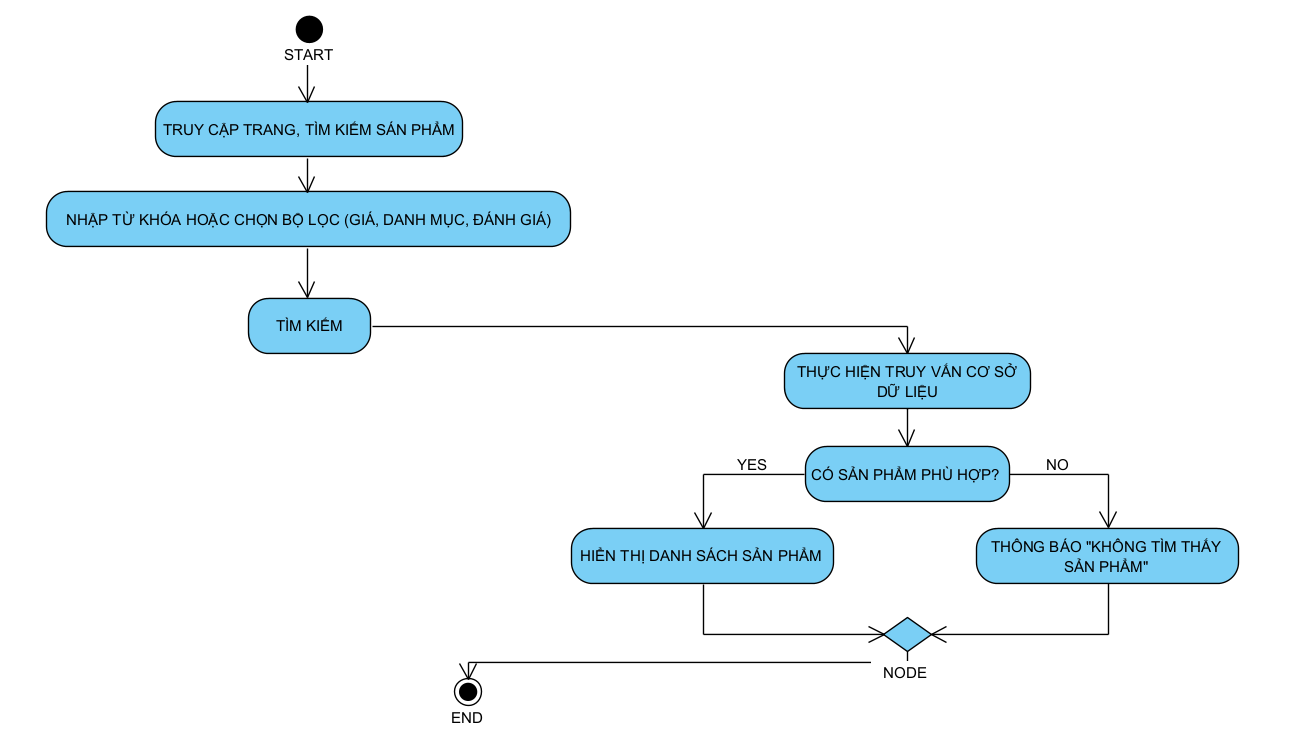 START
TRUY CẬP TRANG, TÌM KIẾM SẢN PHẨM
NHẬP TỪ KHÓA HOẶC CHỌN BỘ LỌC (GIÁ, DANH MỤC, ĐÁNH GIÁ)
TÌM KIẾM
THỰC HIỆN TRUY VẤN CƠ SỞ
DỮ LIỆU
CÓ SẢN PHẨM PHÙ HỢP?
YES
NO
HIỂN THỊ DANH SÁCH SẢN PHẨM
THÔNG BÁO "KHÔNG TÌM THẤY
SẢN PHẨM"
NODE
END